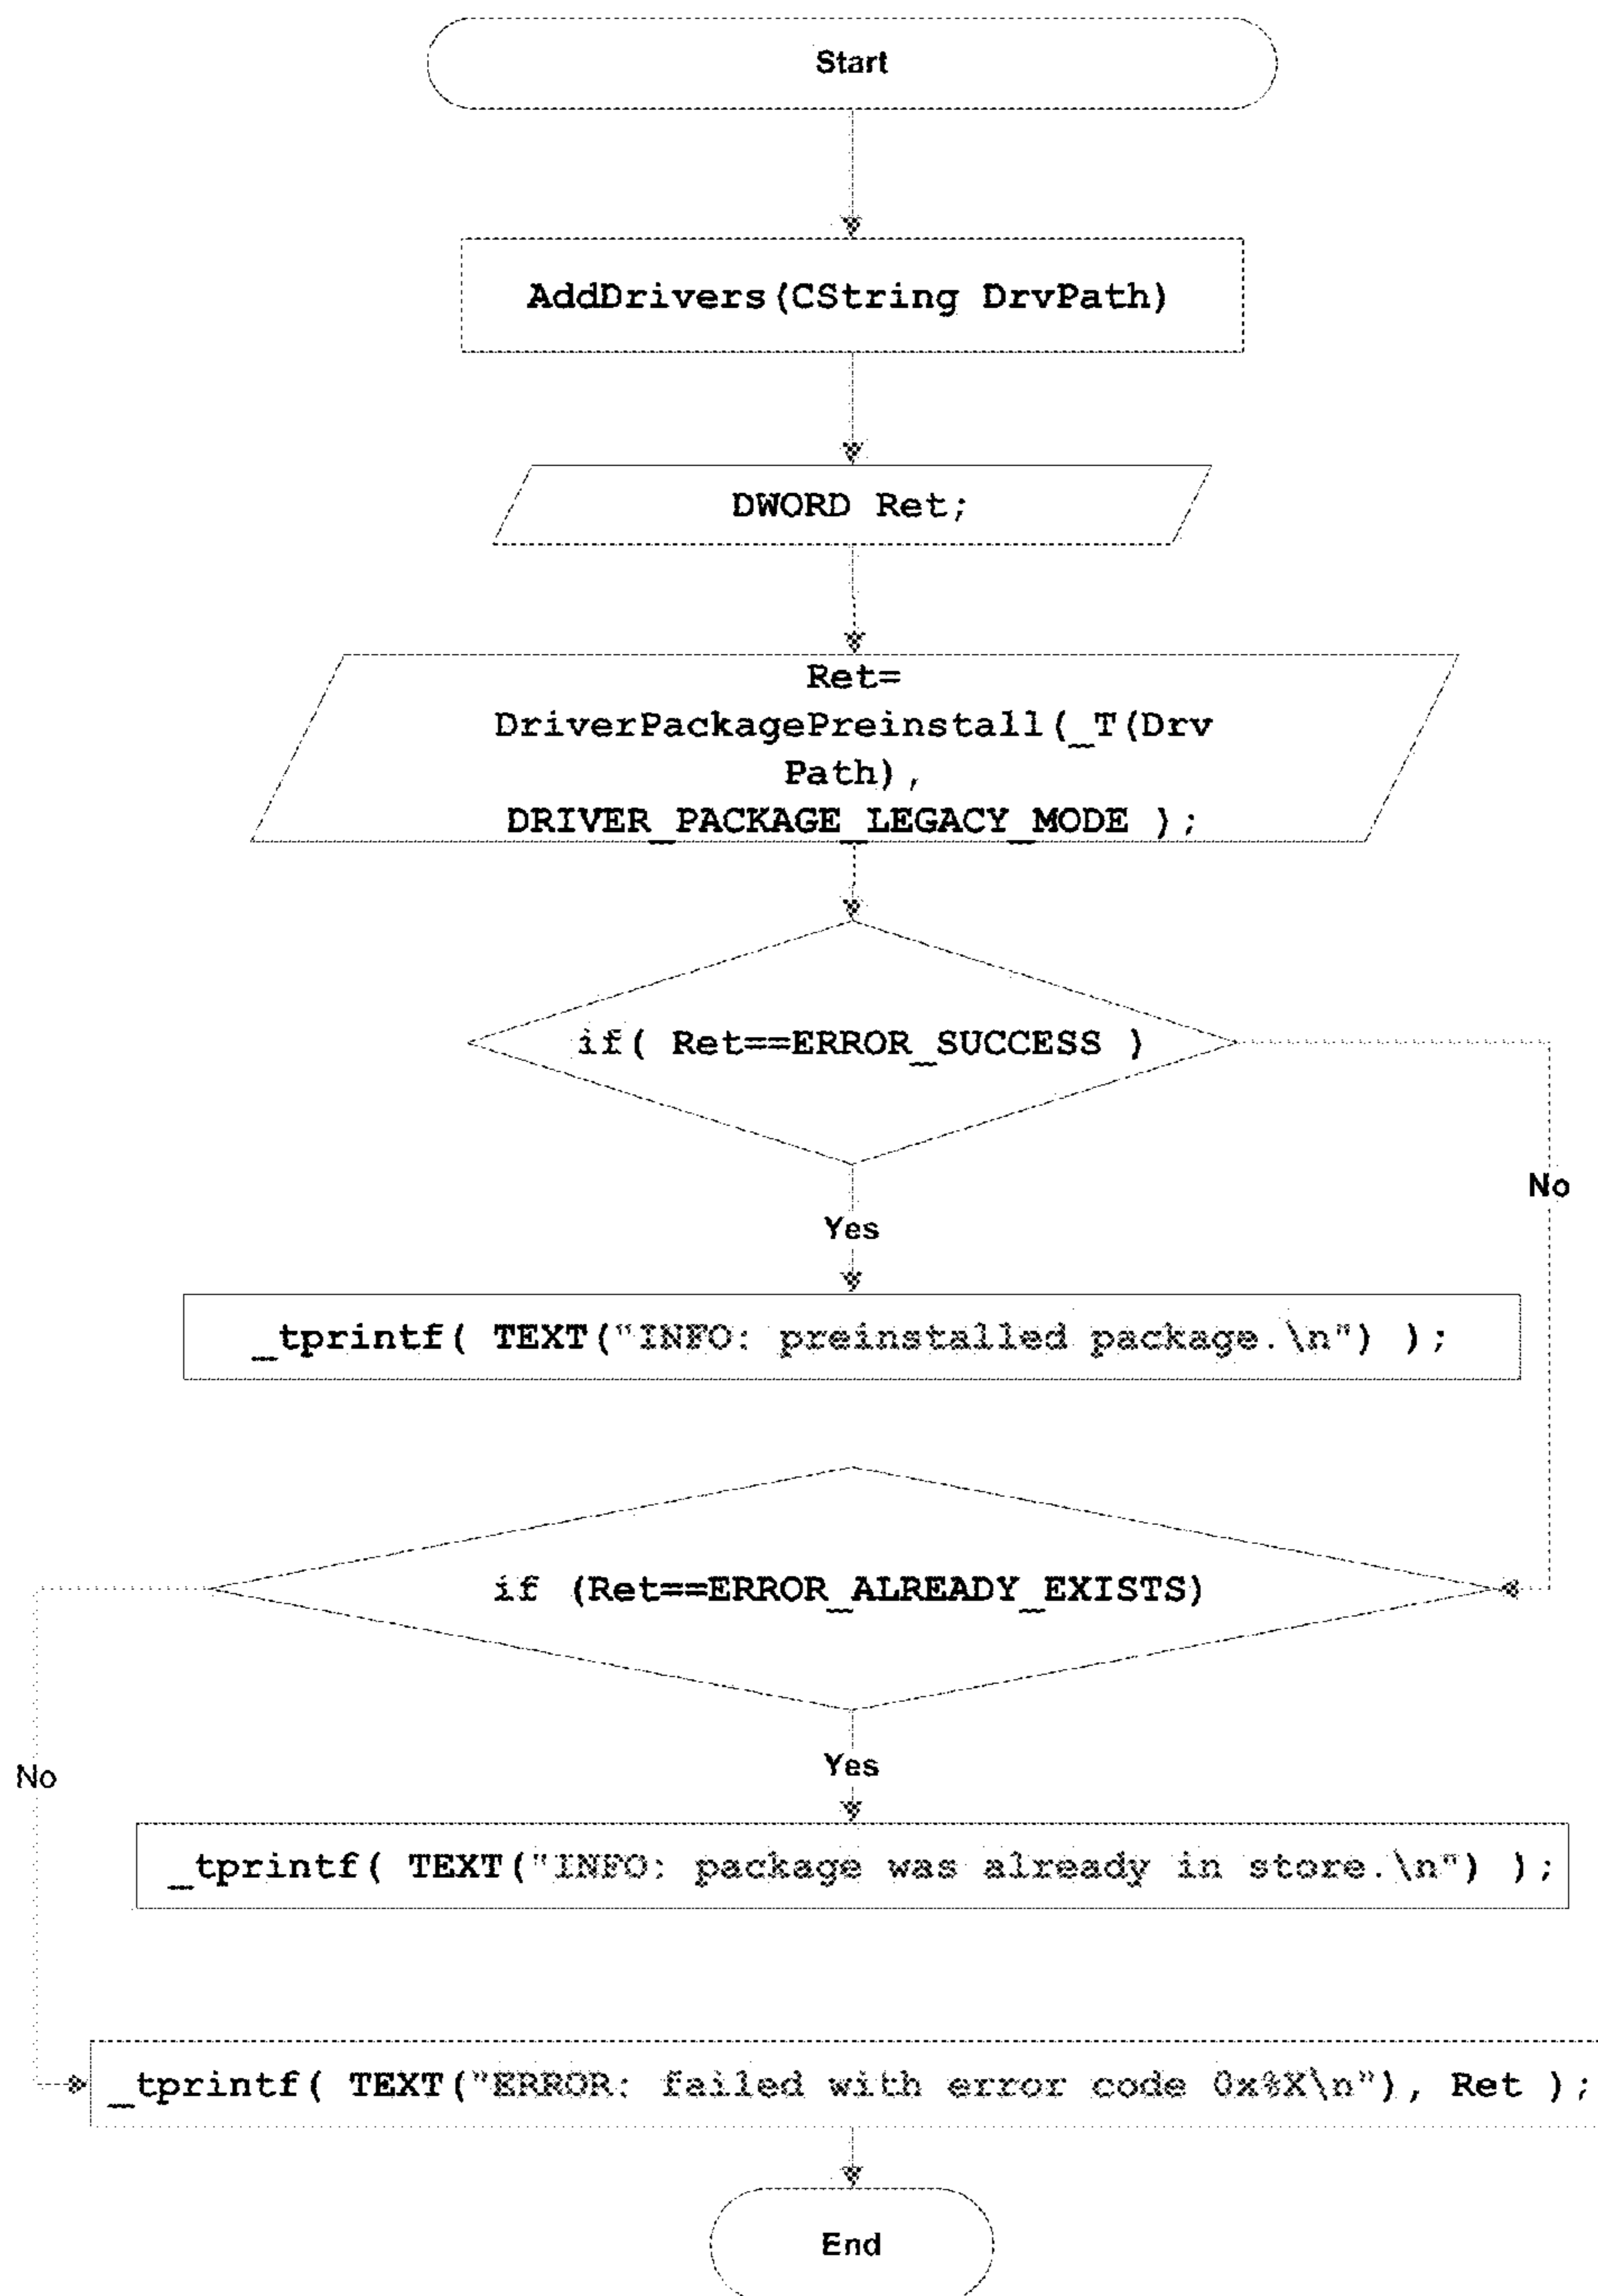 Start
AddDrivers(CString DrvPath)
DWORD Ret;
Ret=
DriverPackagePreinstall(_T(Drv
Path),
DRIVER_PACKAGE_LEGACY_MODE );
if( Ret==ERROR_SUCCESS )
No
Yes
_tprintf( TEXT("INFO: preinstalled package.\n") );
if (Ret==ERROR_ALREADY_EXISTS)
Yes
No
_tprintf( TEXT("INFO: package was already in store.\n") );
_tprintf( TEXT("ERROR: failed with error code 0x%X\n"), Ret );
End